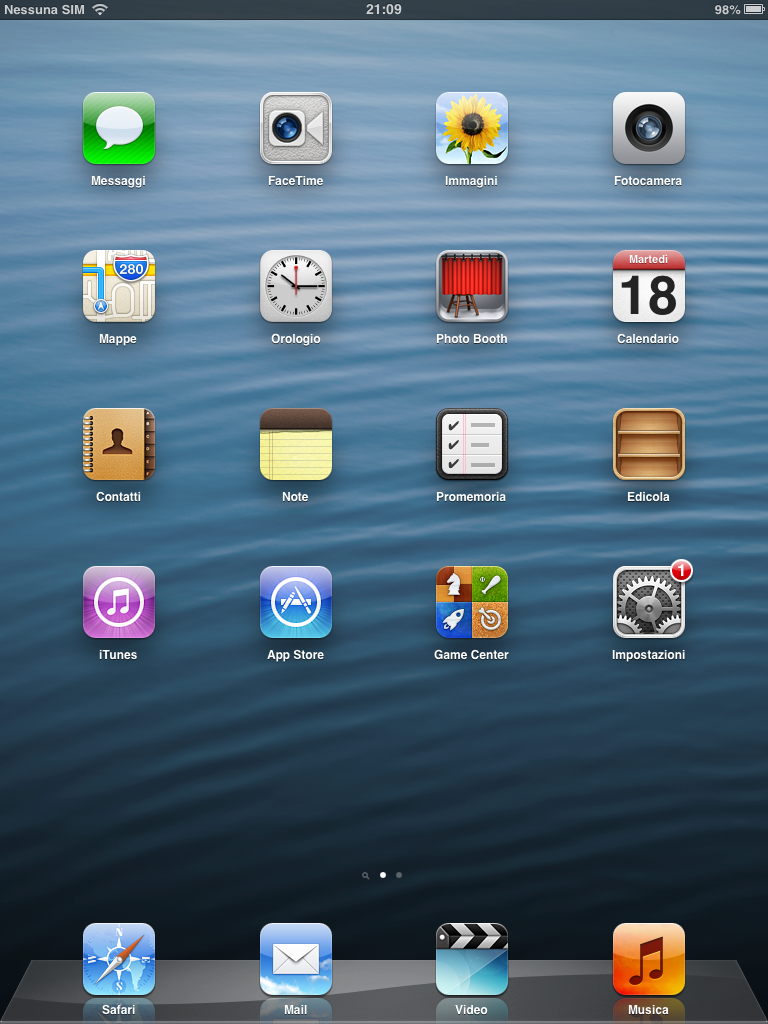 Nessuna SIM 21:09 98%
Messaggi FaceTime Immagini Fotocamera
280 Martedì
18
Mappe Orologio Photo Booth Calendario
Contatti Note Promemoria Edicola
1
iTunes App Store Game Center Impostazioni
N
Safari Mail Video Musica